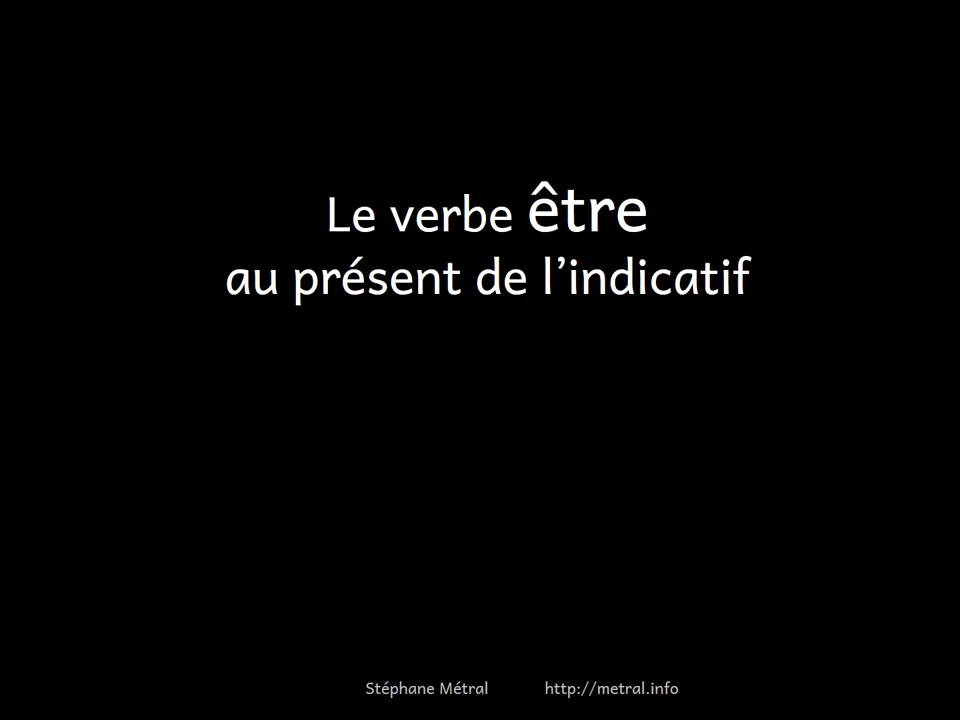 Le verbe être
au présent de l’indicatif
Stéphane Métral http://metral.info